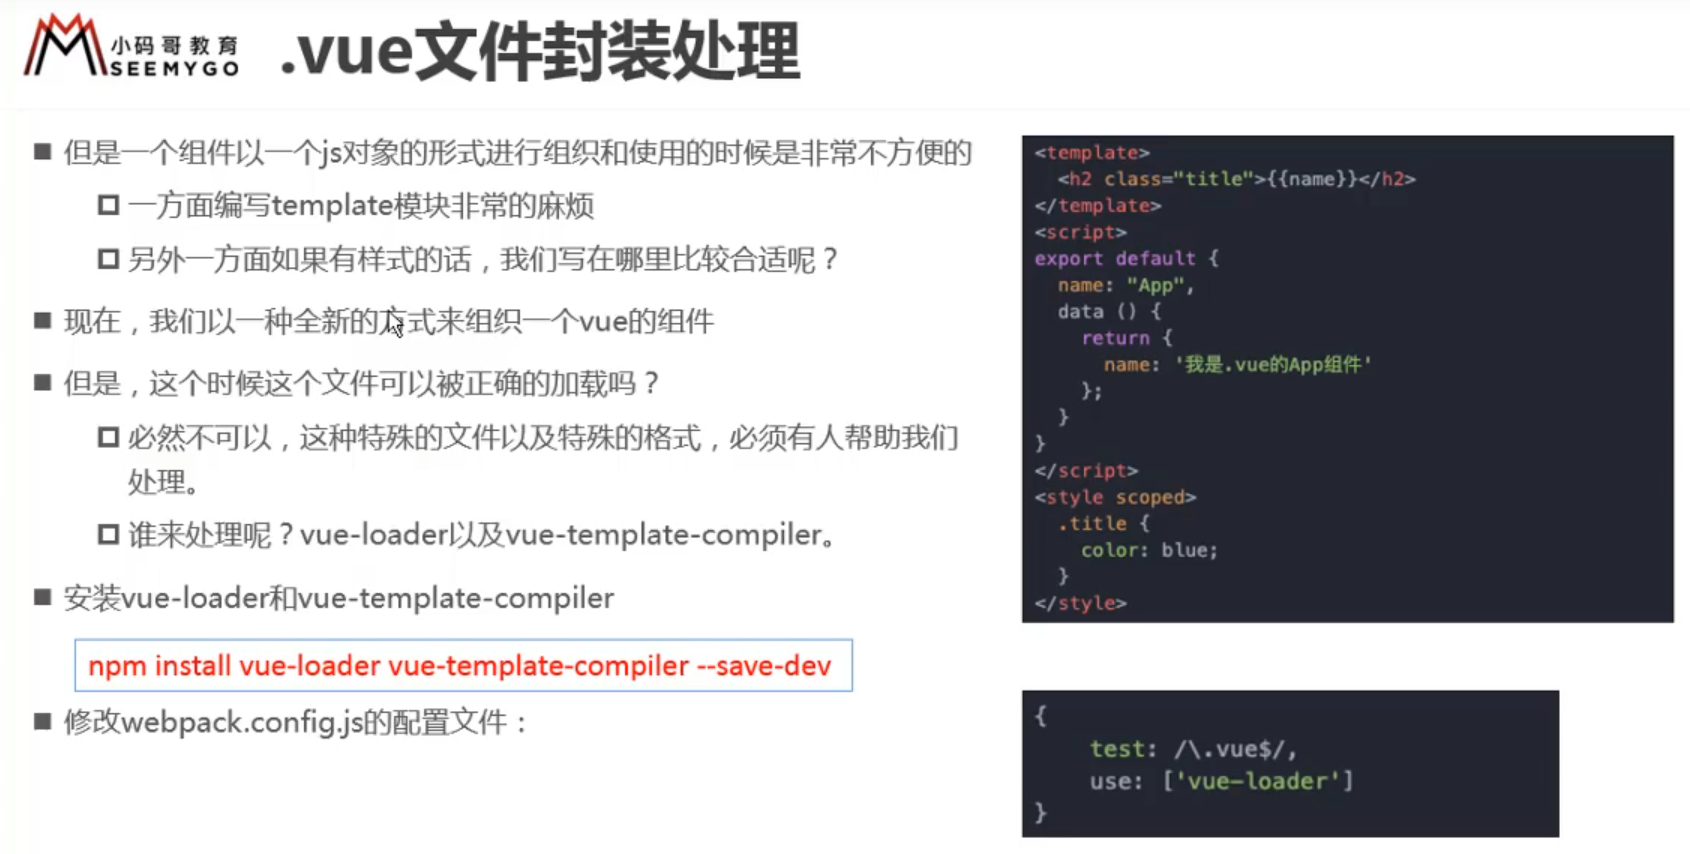 小码哥教育
SEEMYGO
.vue文件封装处理
但是一个组件以一个js对象的形式进行组织和使用的时候是非常不方便的
一方面编写template模块非常的麻烦
另外一方面如果有样式的话，我们写在哪里比较合适呢？
现在，我们以一种全新的方式来组织一个vue的组件
但是，这个时候这个文件可以被正确的加载吗？
必然不可以，这种特殊的文件以及特殊的格式，必须有人帮助我们
处理。
谁来处理呢？vue-loader以及vue-template-compiler。
安装vue-loader和vue-template-compiler
npm install vue-loader vue-template-compiler --save-dev
修改webpack.config.js的配置文件：
<template>
  <h2 class="title">{{name}}</h2>
</template>
<script>
export default {
  name: "App",
  data () {
    return {
      name: '我是.vue的App组件'
    };
  }
}
</script>
<style scoped>
  .title {
    color: blue;
  }
</style>
{
    test: /\.vue$/,
    use: ['vue-loader']
}